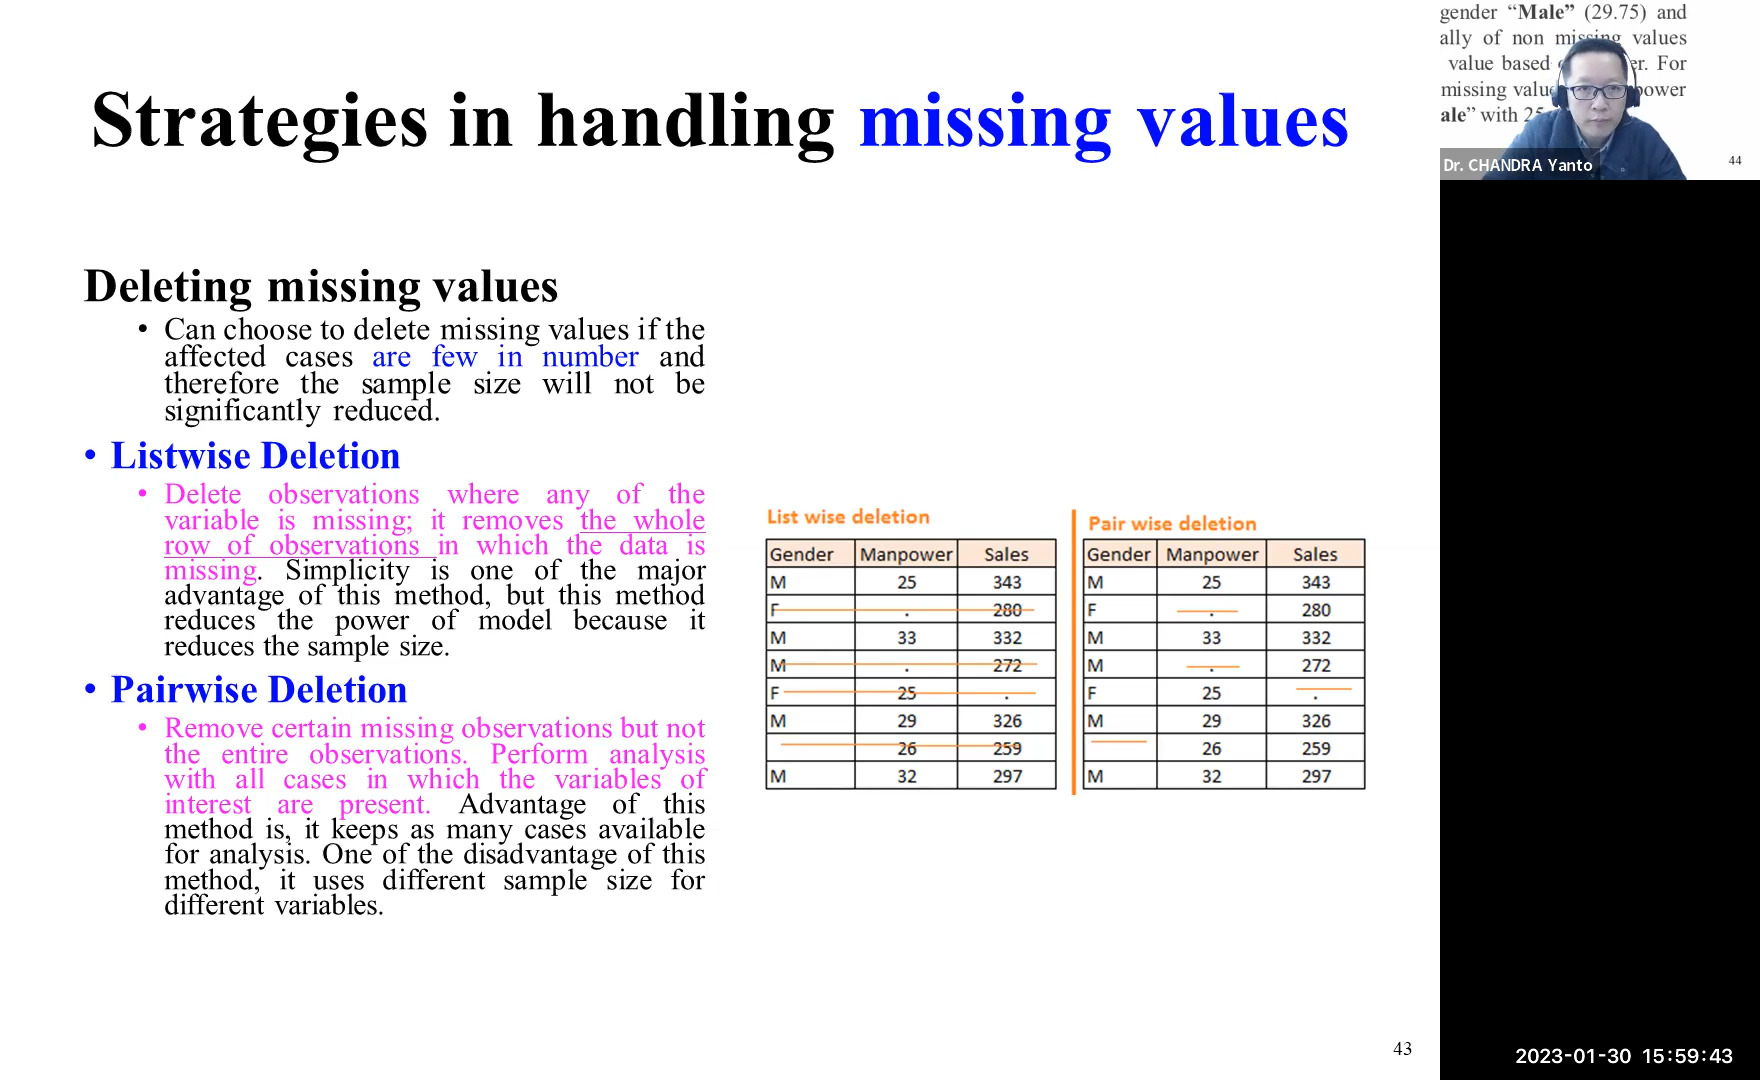 Strategies in handling missing values
Deleting missing values
• Can choose to delete missing values if the
affected cases are few in number and
therefore the sample size will not be
significantly reduced.
• Listwise Deletion
• Delete observations where any of the
variable is missing; it removes the whole
row of observations in which the data is
missing. Simplicity is one of the major
advantage of this method, but this method
reduces the power of model because it
reduces the sample size.
• Pairwise Deletion
• Remove certain missing observations but not
the entire observations. Perform analysis
with all cases in which the variables of
interest are present. Advantage of this
method is, it keeps as many cases available
for analysis. One of the disadvantage of this
method, it uses different sample size for
different variables.
List wise deletion
Gender Manpower Sales
M 25 343
F . 280
M 33 332
M . 272
F 25 .
M 29 326
26 259
M 32 297
Pair wise deletion
Gender Manpower Sales
M 25 343
F . 280
M 33 332
M . 272
F 25 .
M 29 326
26 259
M 32 297
43
gender “Male” (29.75) and
ally of non missing values
value based er. For
missing power
ale” with
Dr. CHANDRA Yanto
44
2023-01-30 15:59:43